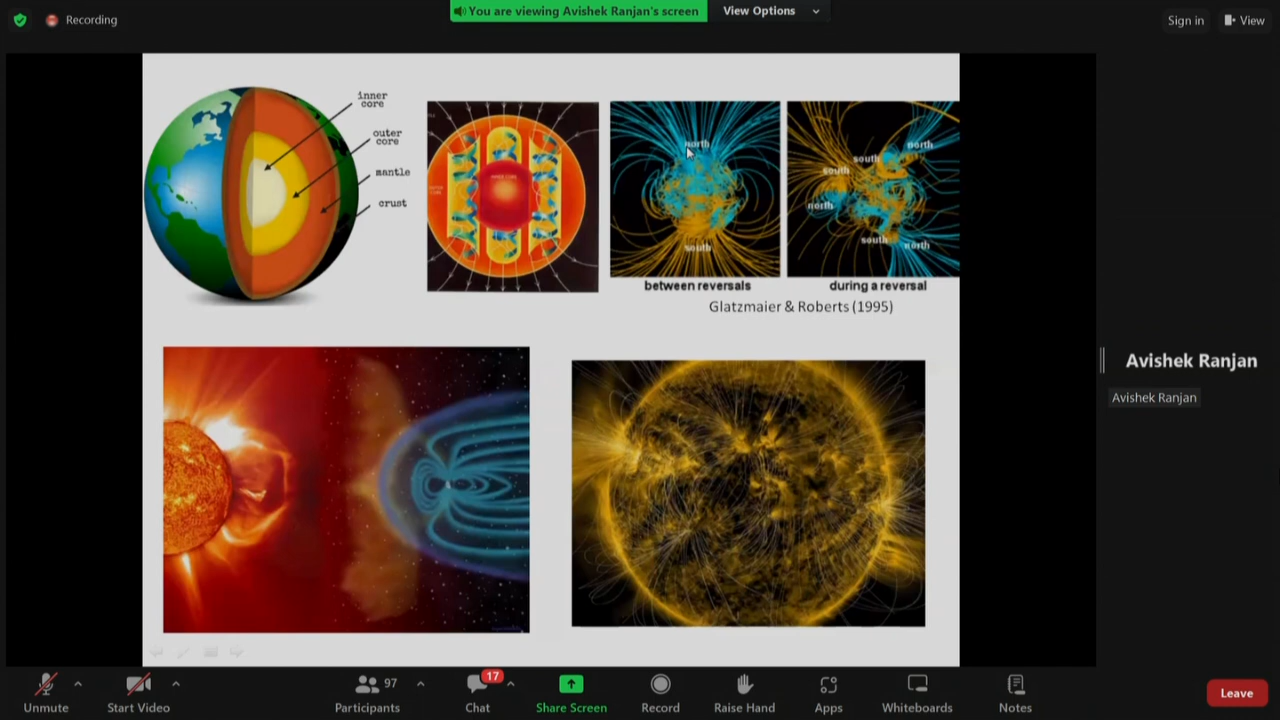 Recording
You are viewing Avishek Ranjan's screen
View Options
Sign in
View
inner
core
outer
core
mantle
crust
INNER CORE
north
south
between reversals
south
north
south
north
south
north
during a reversal
Glatzmaier & Roberts (1995)
Avishek Ranjan
Avishek Ranjan
Unmute
Start Video
97
Participants
17
Chat
Share Screen
Record
Raise Hand
Apps
Whiteboards
Notes
Leave